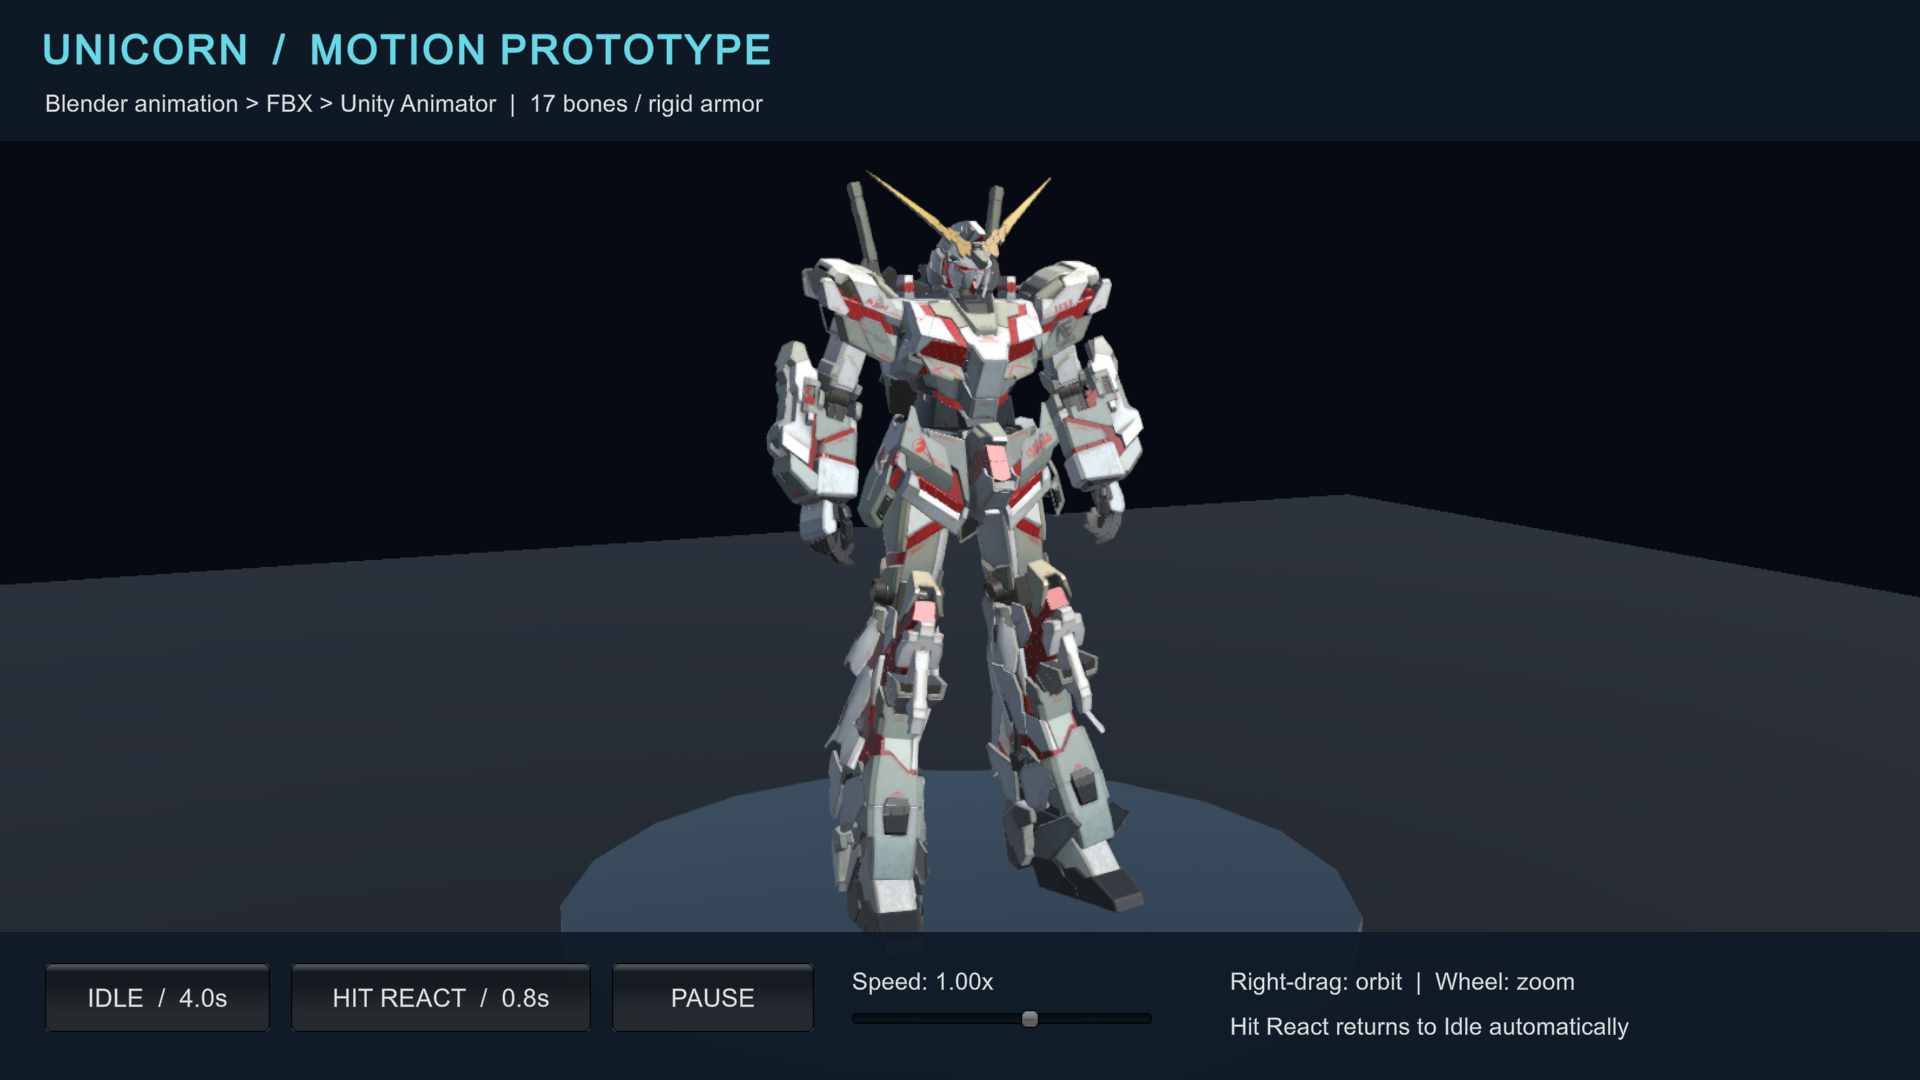 UNICORN / MOTION PROTOTYPE
Blender animation > FBX > Unity Animator | 17 bones / rigid armor
IDLE / 4.0s
HIT REACT / 0.8s
PAUSE
Speed: 1.00x
Right-drag: orbit | Wheel: zoom
Hit React returns to Idle automatically